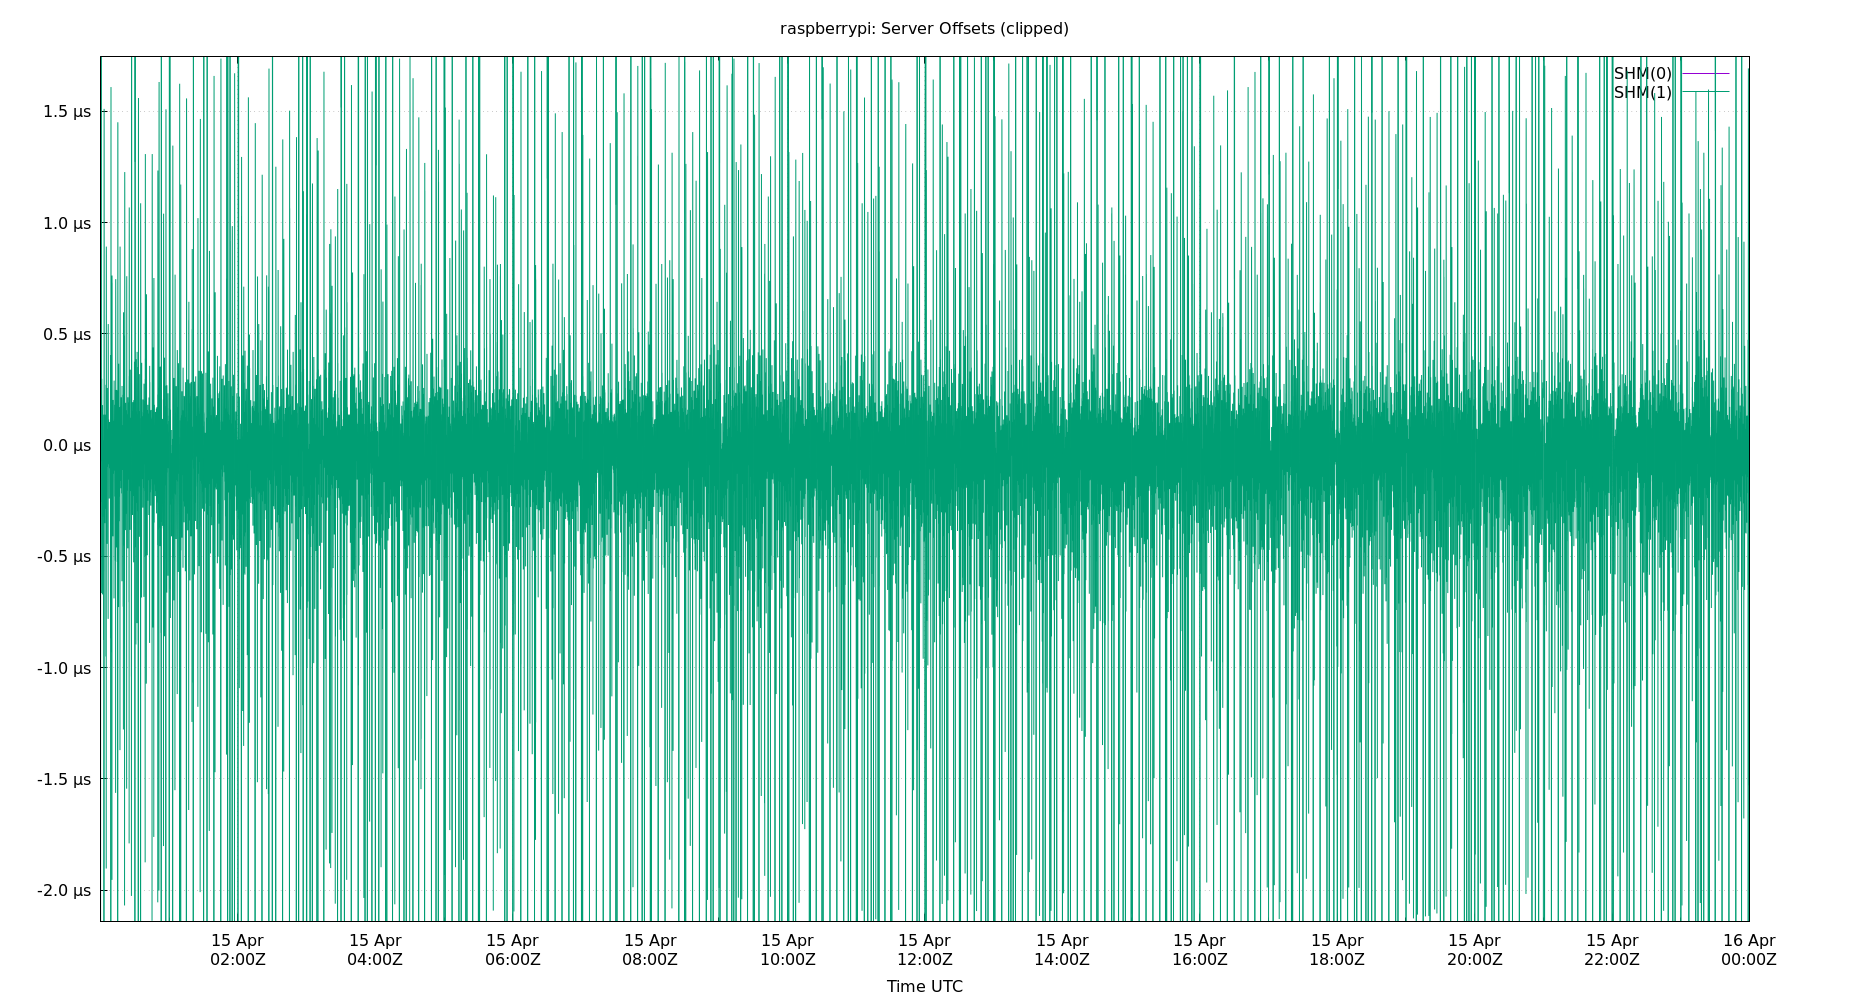 raspberrypi: Server Offsets (clipped)
SHM(0)
SHM(1)
1.5 µs
1.0 µs
0.5 µs
0.0 µs
-0.5 µs
-1.0 µs
-1.5 µs
-2.0 µs
15 Apr 15 Apr 15 Apr 15 Apr 15 Apr 15 Apr 15 Apr 15 Apr 15 Apr 15 Apr 15 Apr 16 Apr
02:00Z 04:00Z 06:00Z 08:00Z 10:00Z 12:00Z 14:00Z 16:00Z 18:00Z 20:00Z 22:00Z 00:00Z
Time UTC